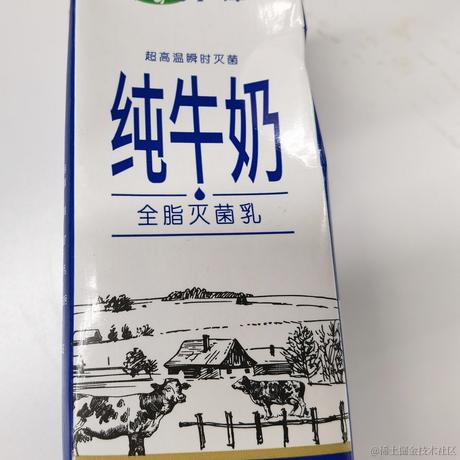 超高温瞬时灭菌
纯牛奶
全脂灭菌乳
@稀土掘金技术社区